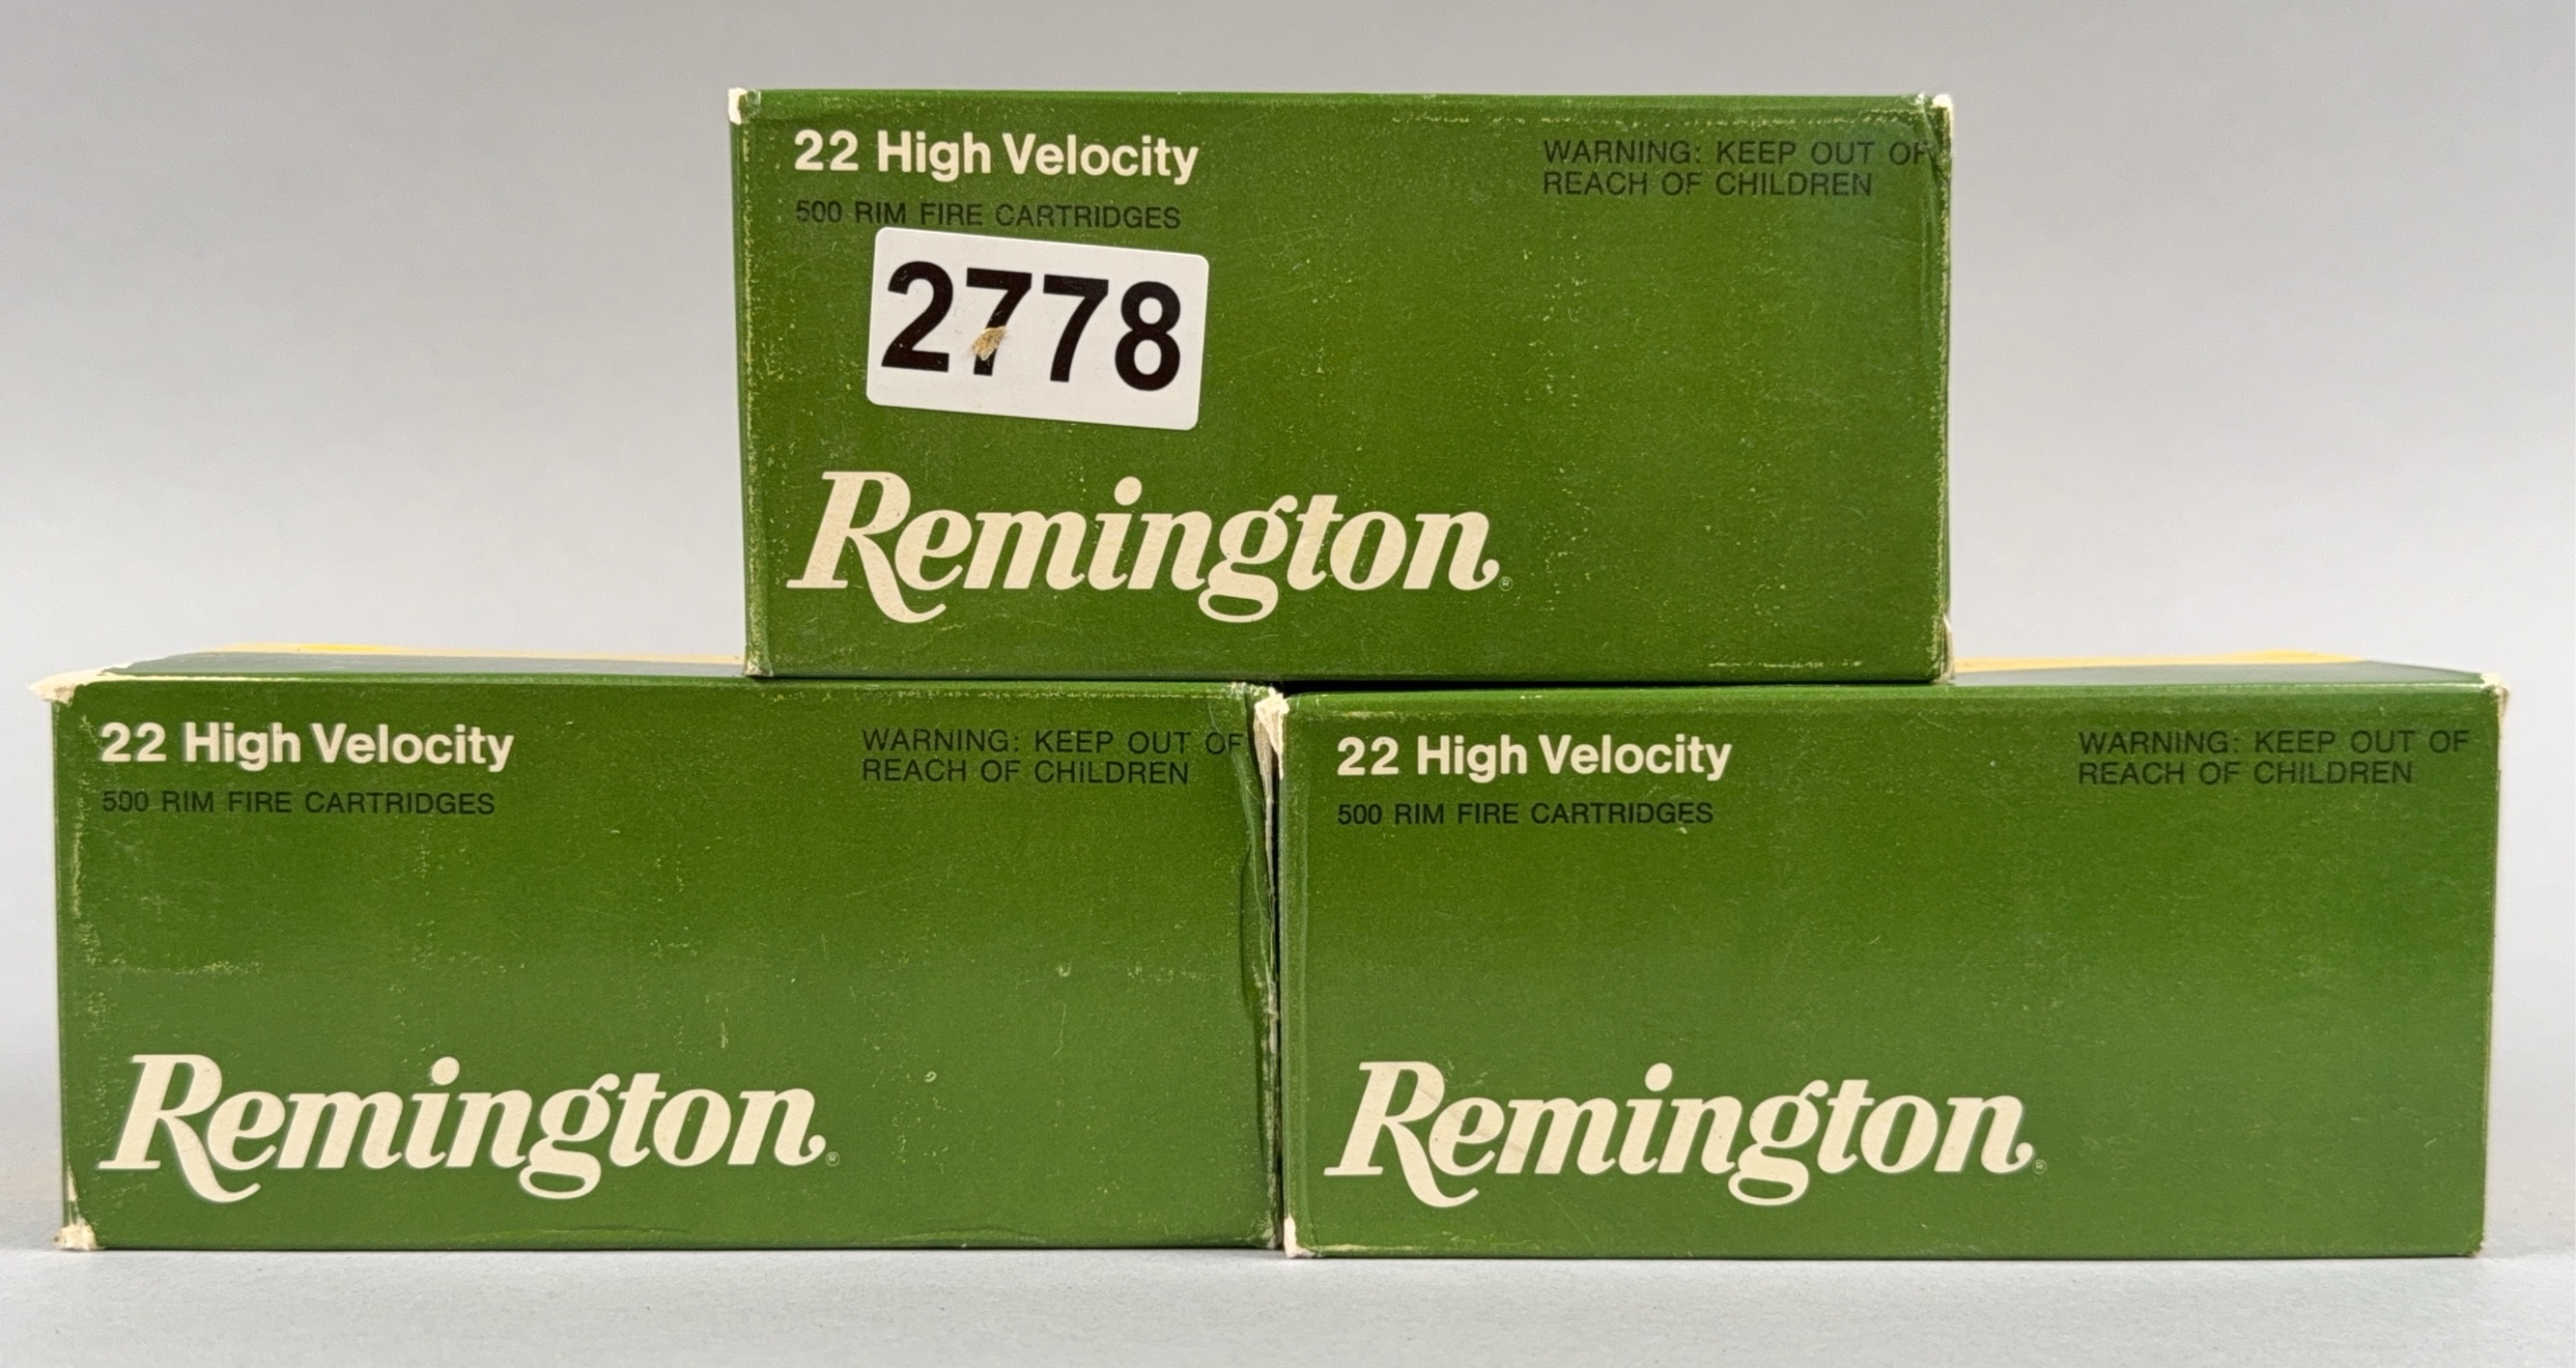 22 High Velocity
500 RIM FIRE CARTRIDGES
WARNING: KEEP OUT OF
REACH OF CHILDREN
2778
Remington®
22 High Velocity
500 RIM FIRE CARTRIDGES
WARNING: KEEP OUT OF
REACH OF CHILDREN
Remington®
22 High Velocity
500 RIM FIRE CARTRIDGES
WARNING: KEEP OUT OF
REACH OF CHILDREN
Remington®